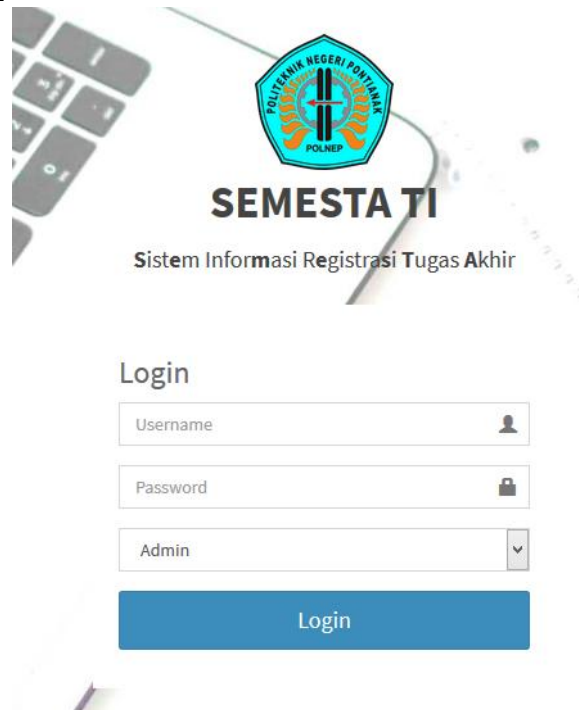 POLITEKNIK NEGERI PONTIANAK
POLNEP
SEMESTA TI
Sistem Informasi Registrasi Tugas Akhir
Login
Username
Password
Admin
Login